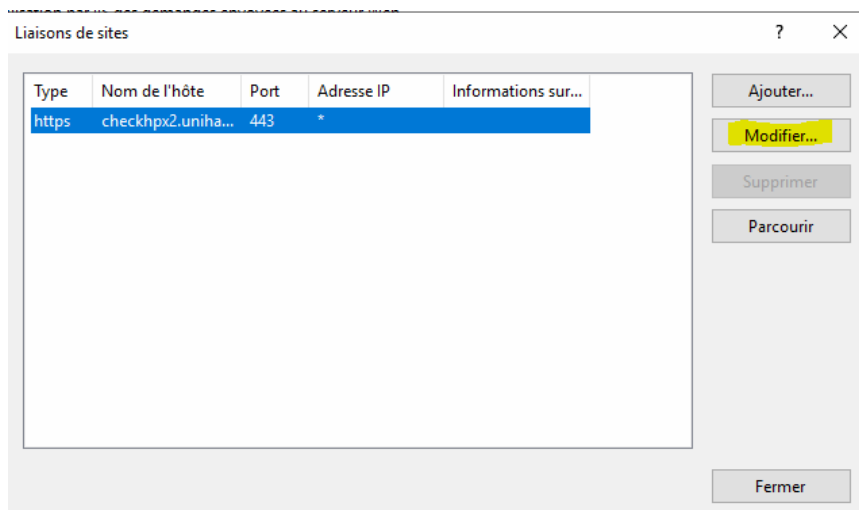 Liaisons de sites ? ×
Type Nom de l'hôte Port Adresse IP Informations sur...
https checkhpx2.uniha... 443 *
Ajouter...
Modifier...
Supprimer
Parcourir
Fermer